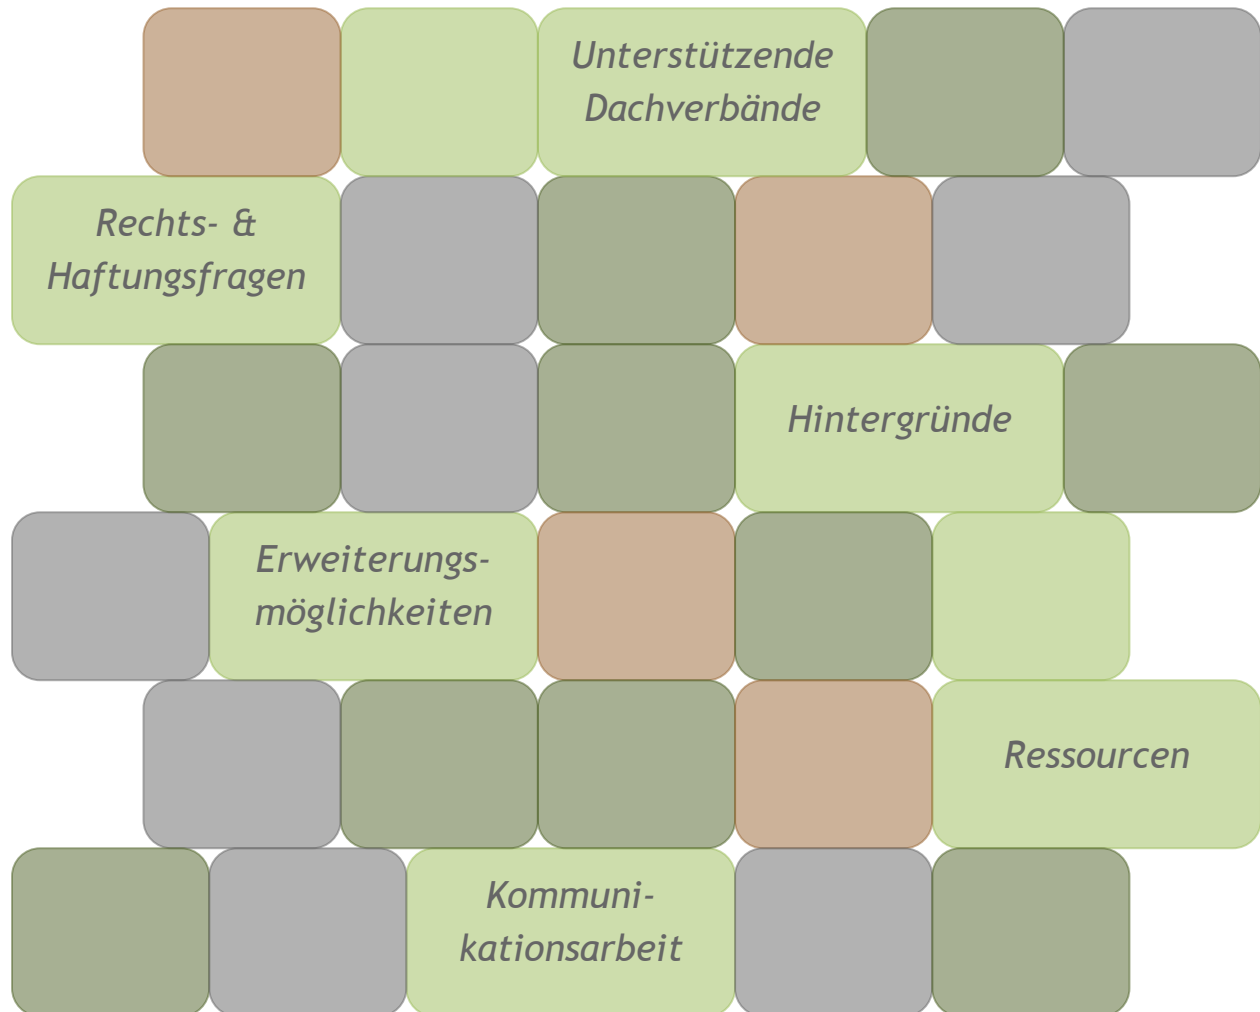 Unterstützende
Dachverbände
Rechts- &
Haftungsfragen
Hintergründe
Erweiterungs-
möglichkeiten
Ressourcen
Kommuni-
kationsarbeit